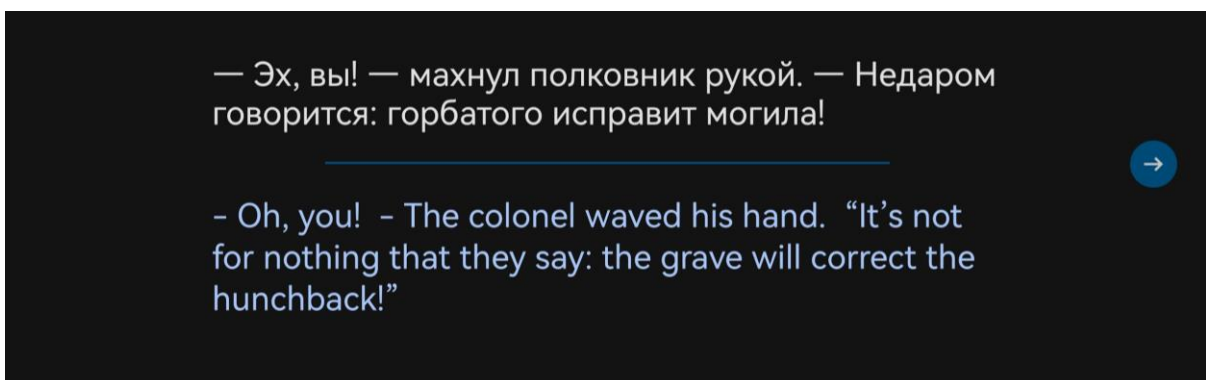 — Эх, вы! — махнул полковник рукой. — Недаром
говорится: горбатого исправит могила!
- Oh, you!  - The colonel waved his hand.  “It’s not
for nothing that they say: the grave will correct the
hunchback!”